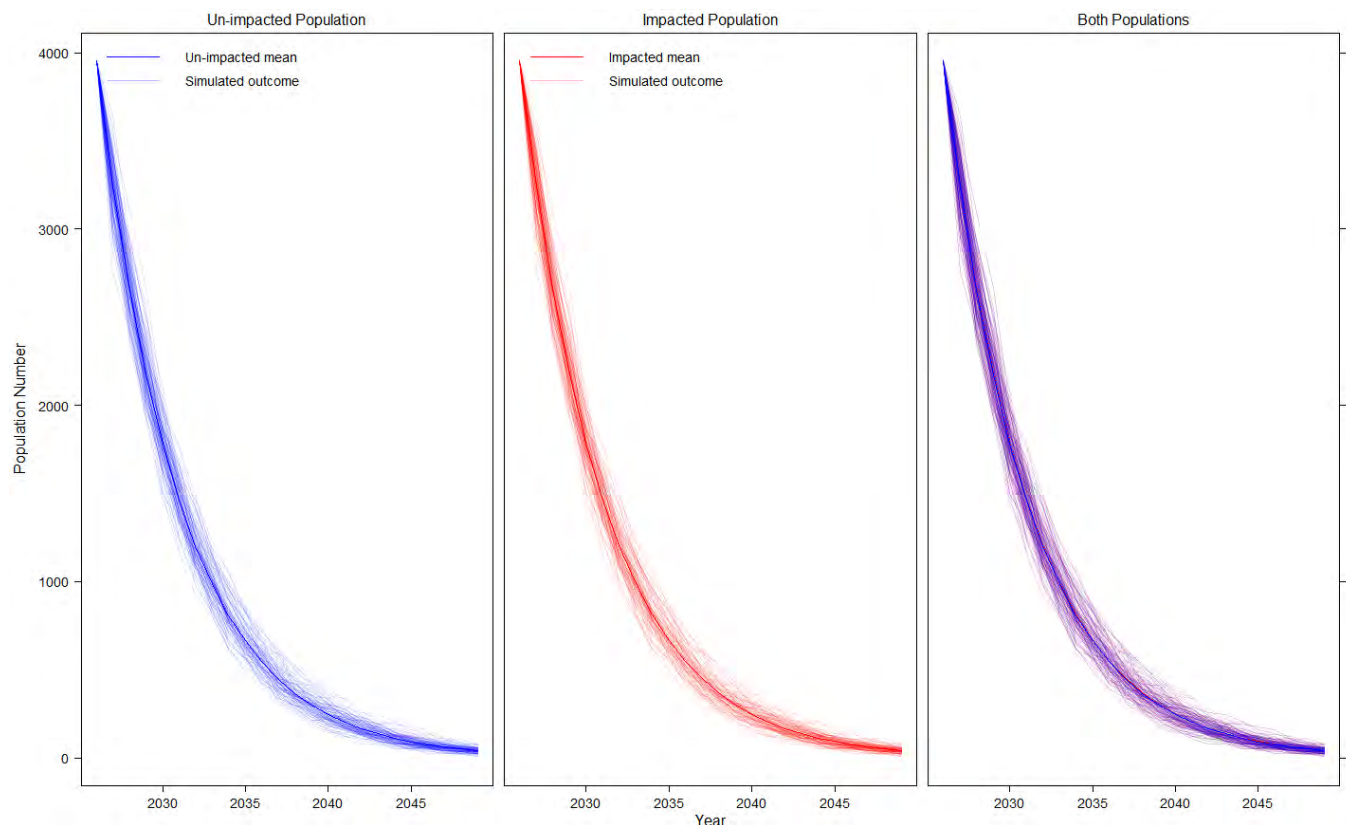 Un-impacted Population
Impacted Population
Both Populations
Un-impacted mean
Simulated outcome
Impacted mean
Simulated outcome
4000
3000
2000
1000
0
Population Number
2030
2035
2040
2045
2030
2035
2040
2045
2030
2035
2040
2045
Year